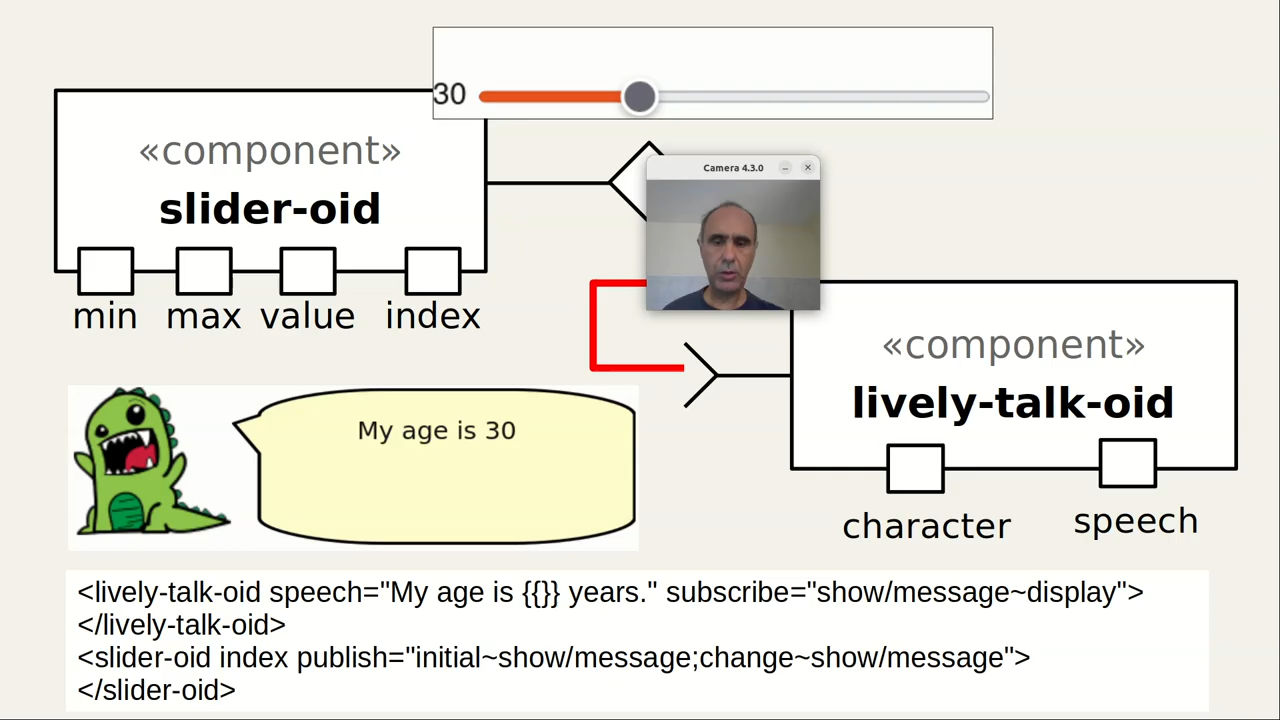 30
«component»
slider-oid
min max value index
Camera 4.3.0
«component»
lively-talk-oid
character speech
My age is 30
<lively-talk-oid speech="My age is {{}} years." subscribe="show/message~display">
</lively-talk-oid>
<slider-oid index publish="initial~show/message;change~show/message">
</slider-oid>